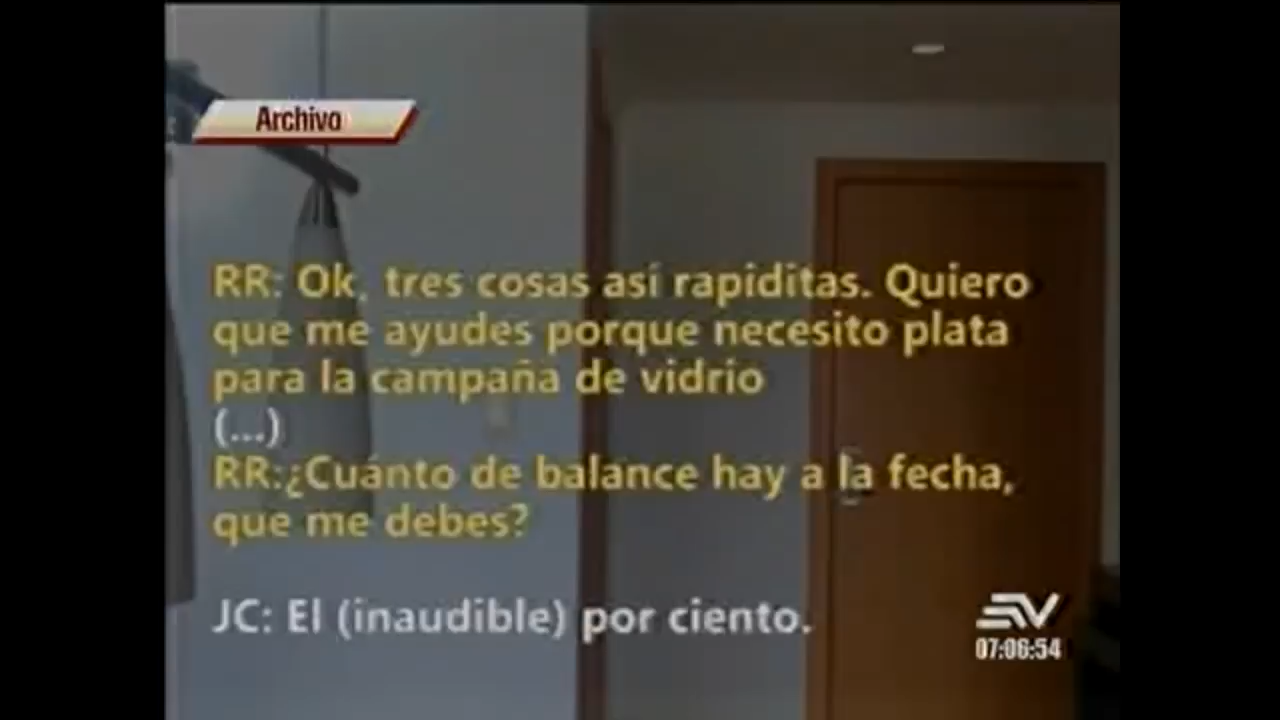 Archivo
RR: Ok, tres cosas así rapiditas. Quiero
que me ayudes porque necesito plata
para la campaña de vidrio
(...)
RR:¿Cuánto de balance hay a la fecha,
que me debes?
JC: El (inaudible) por ciento.
07:06:54